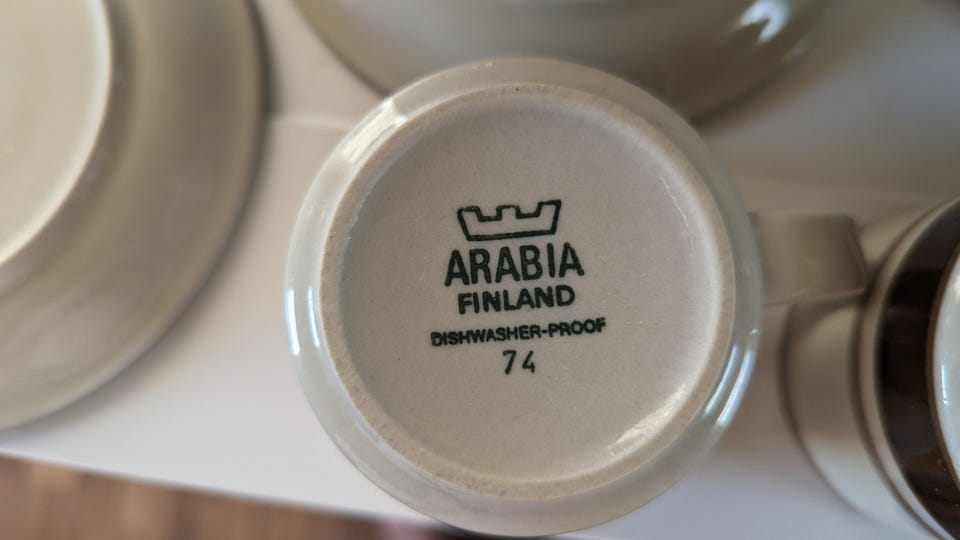 ARABIA
FINLAND
DISHWASHER-PROOF
74